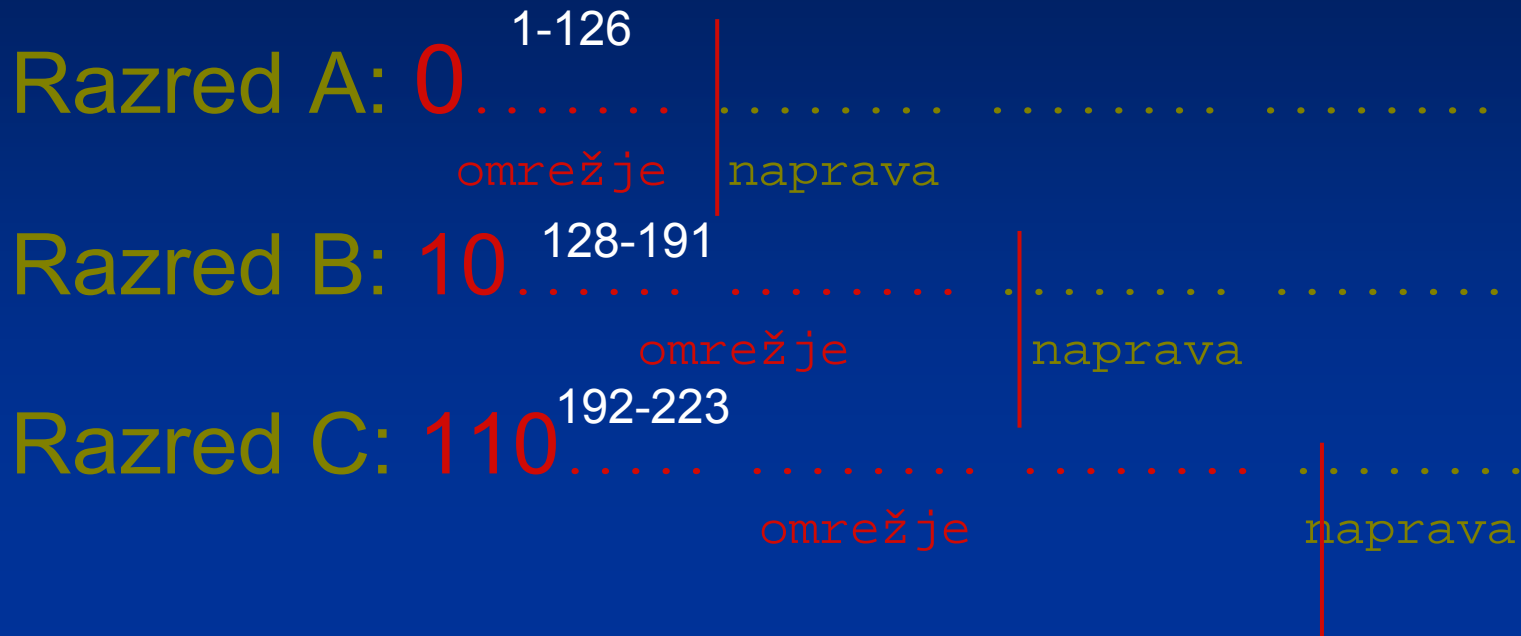 1-126
Razred A: 0....... ........ ........ ........
omrežje naprava
128-191
Razred B: 10...... ........ ........ ........
omrežje naprava
192-223
Razred C: 110..... ........ ........ ........
omrežje naprava